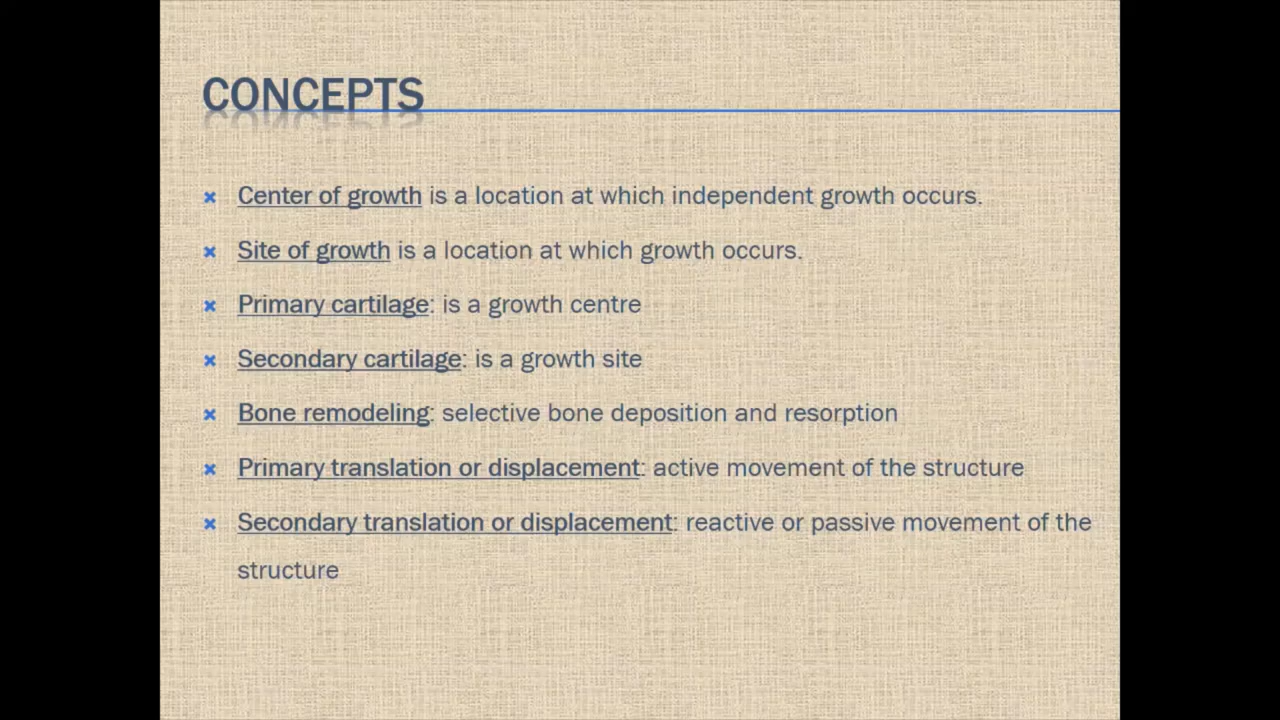 CONCEPTS
Center of growth is a location at which independent growth occurs.
Site of growth is a location at which growth occurs.
Primary cartilage: is a growth centre
Secondary cartilage: is a growth site
Bone remodeling: selective bone deposition and resorption
Primary translation or displacement: active movement of the structure
Secondary translation or displacement: reactive or passive movement of the
structure